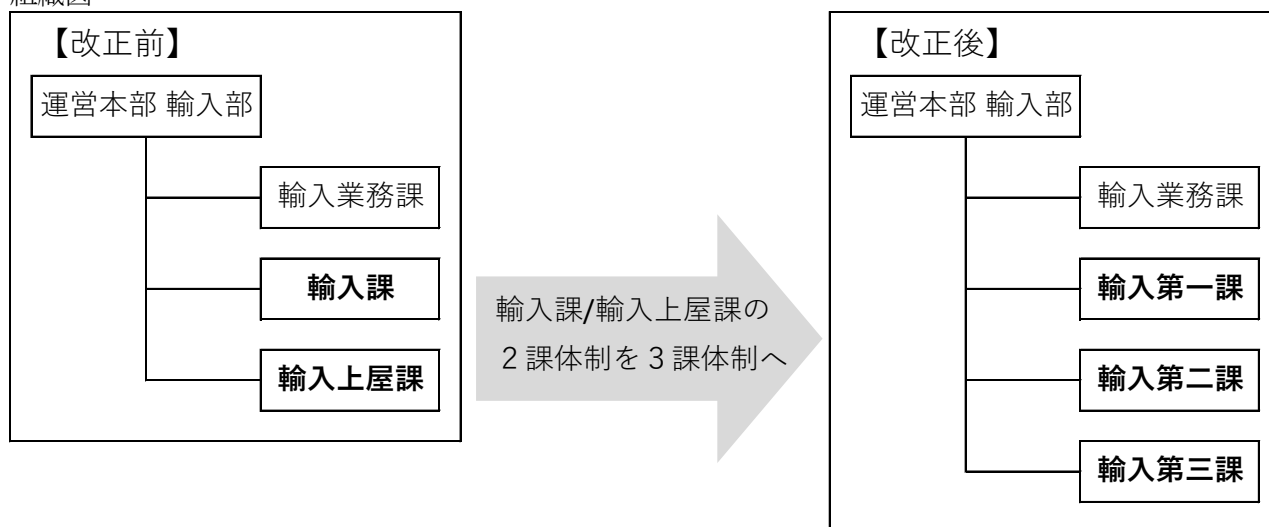 組織図
【改正前】
運営本部 輸入部
輸入業務課
輸入課
輸入上屋課
輸入課/輸入上屋課の
２課体制を３課体制へ
【改正後】
運営本部 輸入部
輸入業務課
輸入第一課
輸入第二課
輸入第三課